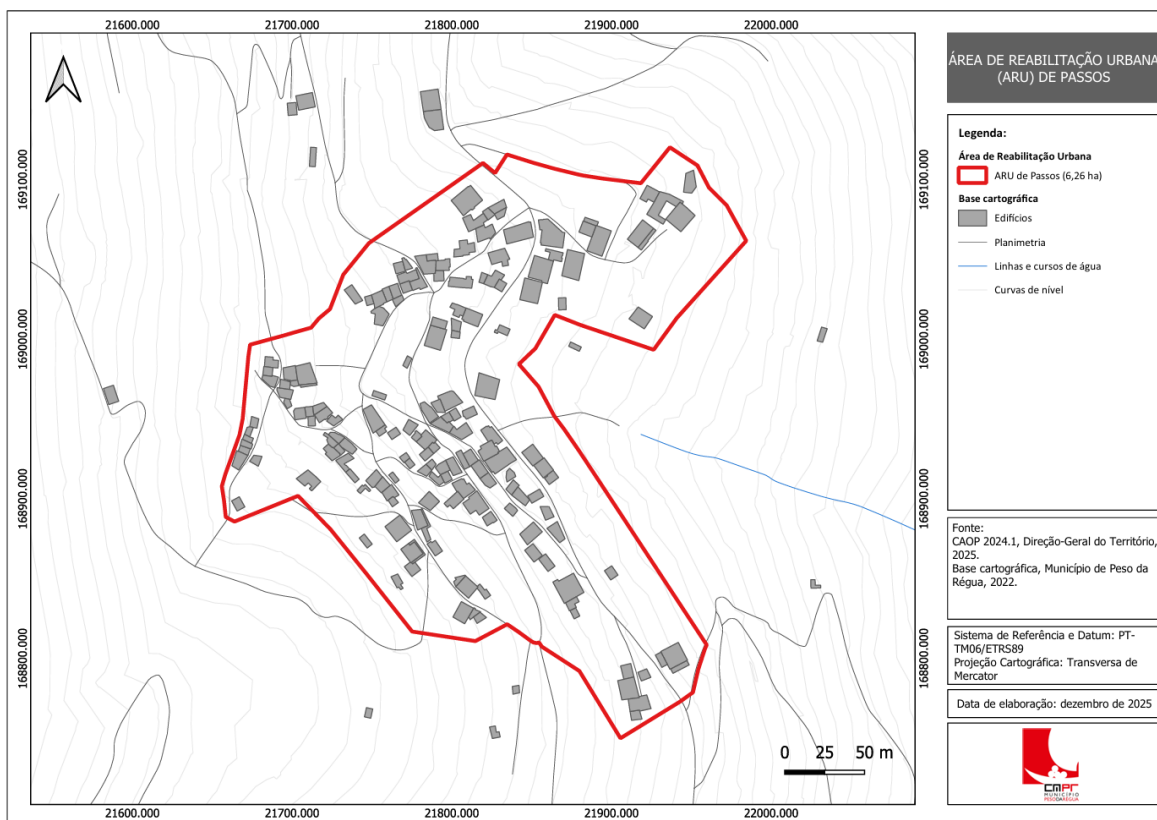 21600.000 21700.000 21800.000 21900.000 22000.000
169100.000
169000.000
168900.000
168800.000
169100.000
169000.000
168900.000
168800.000
0 25 50 m
21600.000 21700.000 21800.000 21900.000 22000.000
ÁREA DE REABILITAÇÃO URBANA
(ARU) DE PASSOS
Legenda:
Área de Reabilitação Urbana
ARU de Passos (6,26 ha)
Base cartográfica
Edifícios
Planimetria
Linhas e cursos de água
Curvas de nível
Fonte:
CAOP 2024.1, Direção-Geral do Território,
2025.
Base cartográfica, Município de Peso da
Régua, 2022.
Sistema de Referência e Datum: PT-
TM06/ETRS89
Projeção Cartográfica: Transversa de
Mercator
Data de elaboração: dezembro de 2025
CMPR
MUNICÍPIO
PESO DA RÉGUA